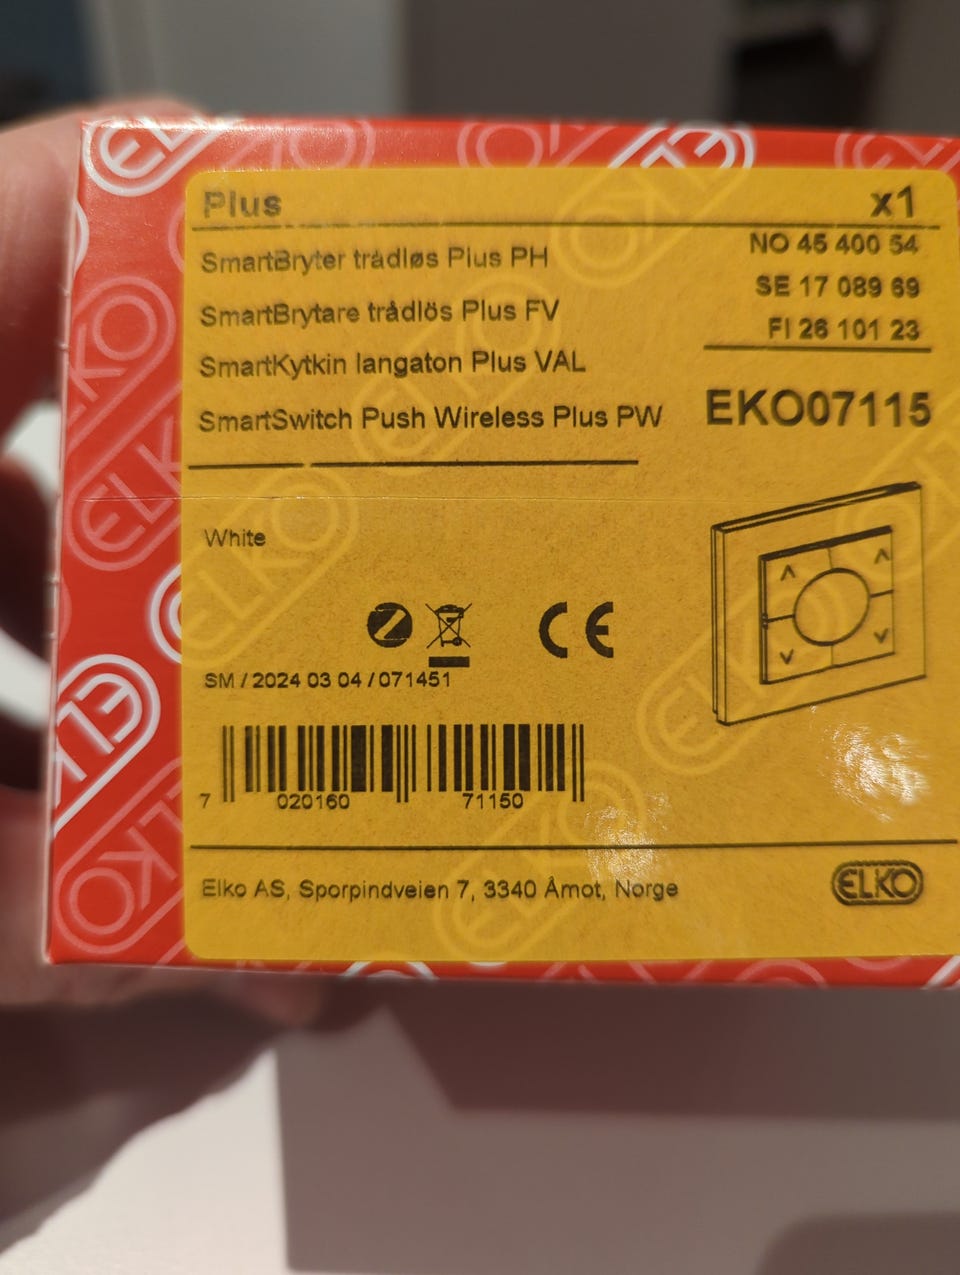 Plus
x1
SmartBryter trådløs Plus PH
NO 45 400 54
SmartBrytare trådlös Plus FV
SE 17 089 69
SmartKytkin langaton Plus VAL
FI 26 101 23
SmartSwitch Push Wireless Plus PW
EKO07115
White
CE
SM / 2024 03 04 / 071451
7 020160 71150
Elko AS, Sporpindveien 7, 3340 Åmot, Norge
ELKO